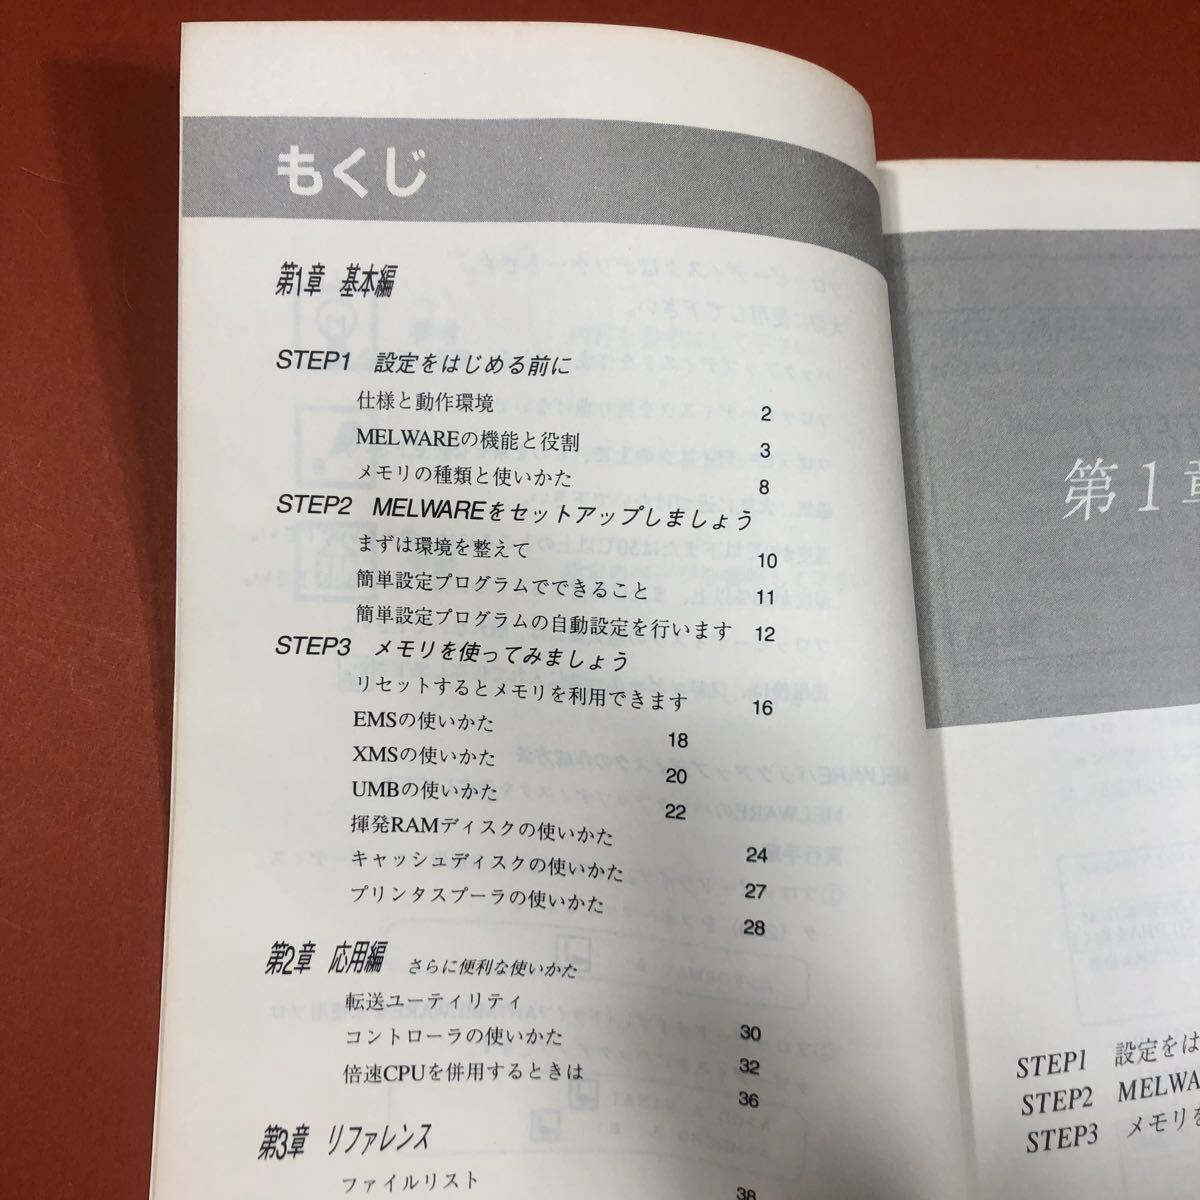 もくじ
第1章 基本編
STEP1 設定をはじめる前に
仕様と動作環境 2
MELWAREの機能と役割 3
メモリの種類と使いかた 8
STEP2 MELWAREをセットアップしましょう
まずは環境を整えて 10
簡単設定プログラムでできること 11
簡単設定プログラムの自動設定を行います 12
STEP3 メモリを使ってみましょう
リセットするとメモリを利用できます 16
EMSの使いかた 18
XMSの使いかた 20
UMBの使いかた 22
揮発RAMディスクの使いかた 24
キャッシュディスクの使いかた 27
プリンタスプーラの使いかた 28
第2章 応用編 さらに便利な使いかた
転送ユーティリティ 30
コントローラの使いかた 32
倍速CPUを併用するときは 36
第3章 リファレンス
ファイルリスト 38
第1章
STEP1 設定をは
STEP2 MELWA
STEP3 メモリを